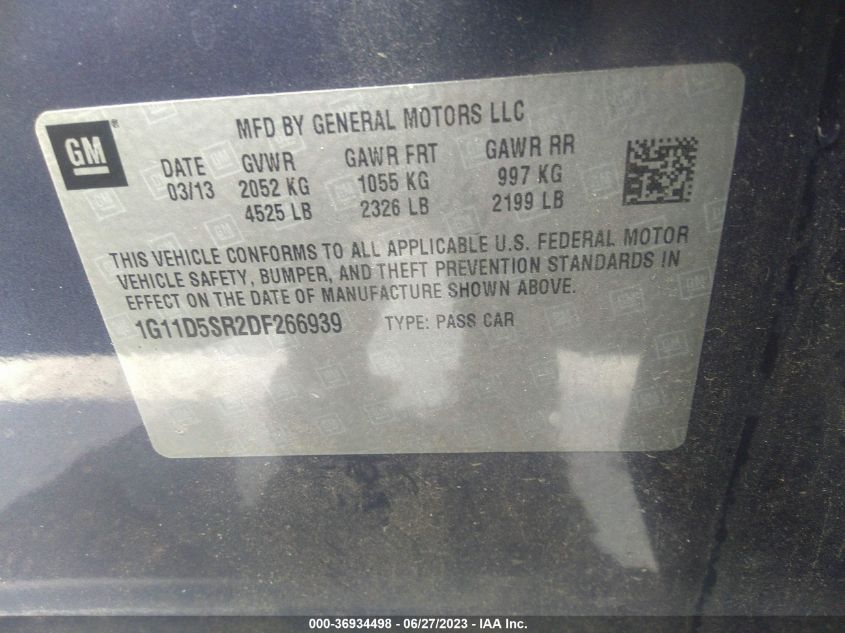 GM
®
MFD BY GENERAL MOTORS LLC
DATE GVWR GAWR FRT GAWR RR
03/13 2052 KG 1055 KG 997 KG
4525 LB 2326 LB 2199 LB
THIS VEHICLE CONFORMS TO ALL APPLICABLE U.S. FEDERAL MOTOR
VEHICLE SAFETY, BUMPER, AND THEFT PREVENTION STANDARDS IN
EFFECT ON THE DATE OF MANUFACTURE SHOWN ABOVE.
1G11D5SR2DF266939 TYPE: PASS CAR
000-36934498 - 06/27/2023 - IAA Inc.